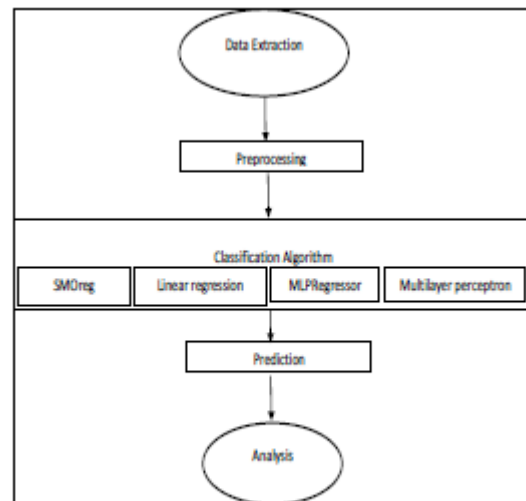 Data Extraction
Preprocessing
Classification Algorithm
SMOreg
Linear regression
MLPRegressor
Multilayer perceptron
Prediction
Analysis